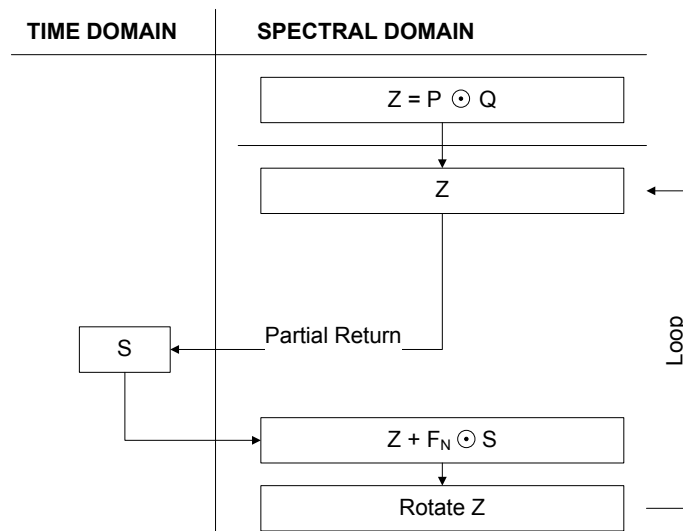 TIME DOMAIN
SPECTRAL DOMAIN
Z = P ⊙ Q
Z
Partial Return
S
Loop
Z + F_N ⊙ S
Rotate Z